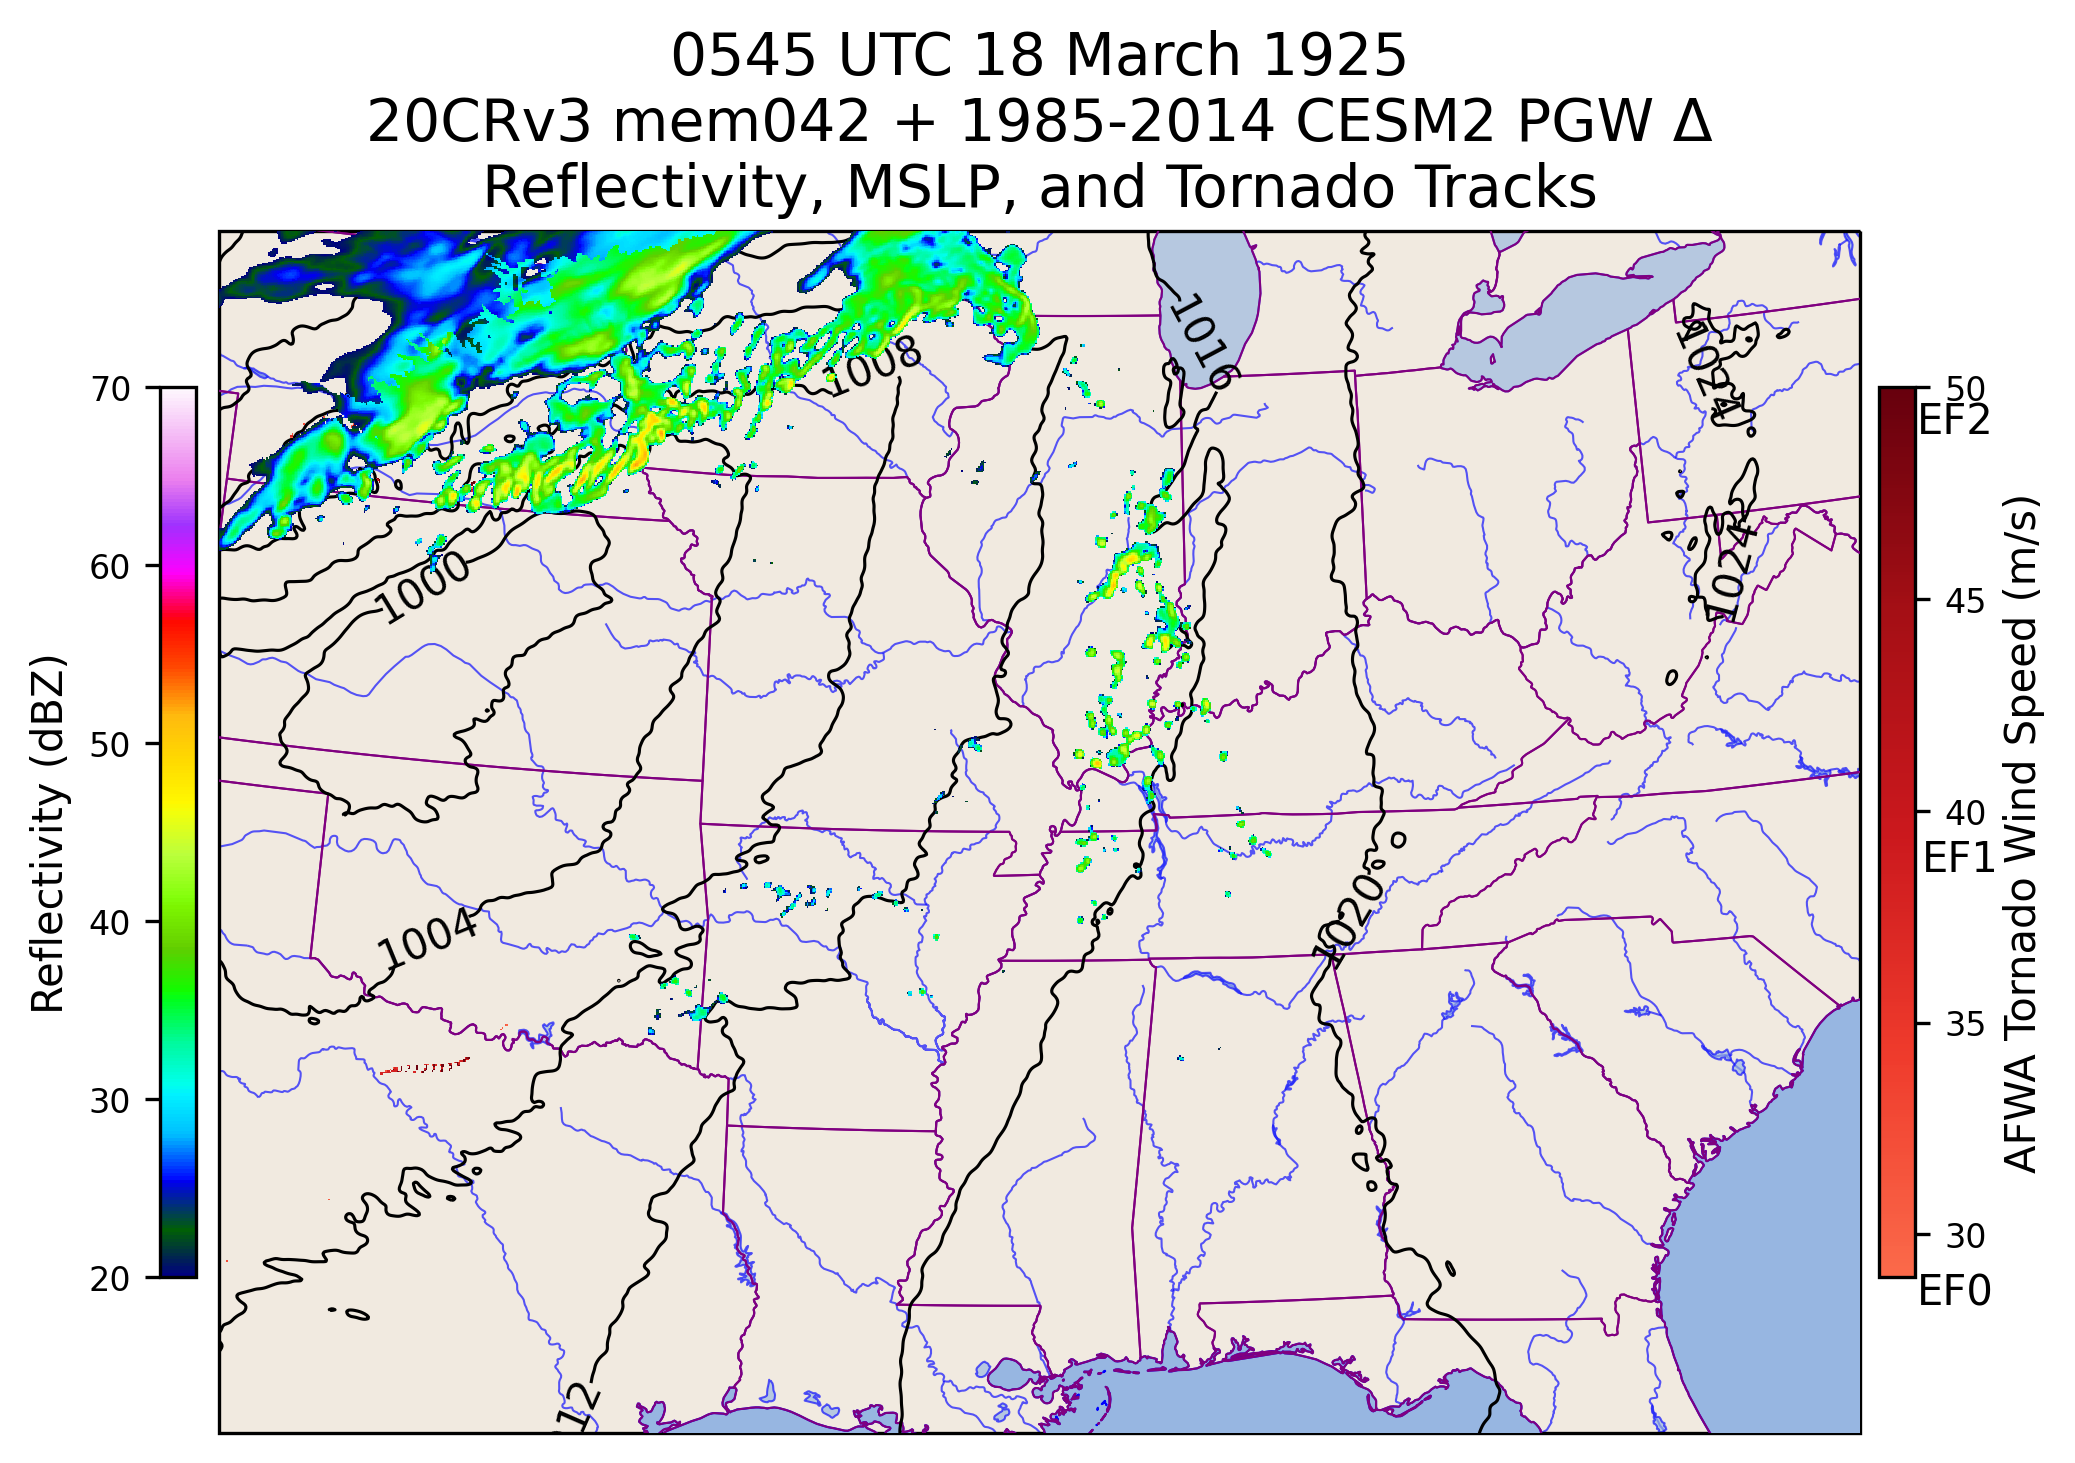 0545 UTC 18 March 1925
20CRv3 mem042 + 1985-2014 CESM2 PGW Δ
Reflectivity, MSLP, and Tornado Tracks
Reflectivity (dBZ)
70
60
50
40
30
20
1016
1008
1024
1000
1024
1004
1020
12
50
EF2
45
40
EF1
35
30
EF0
AFWA Tornado Wind Speed (m/s)